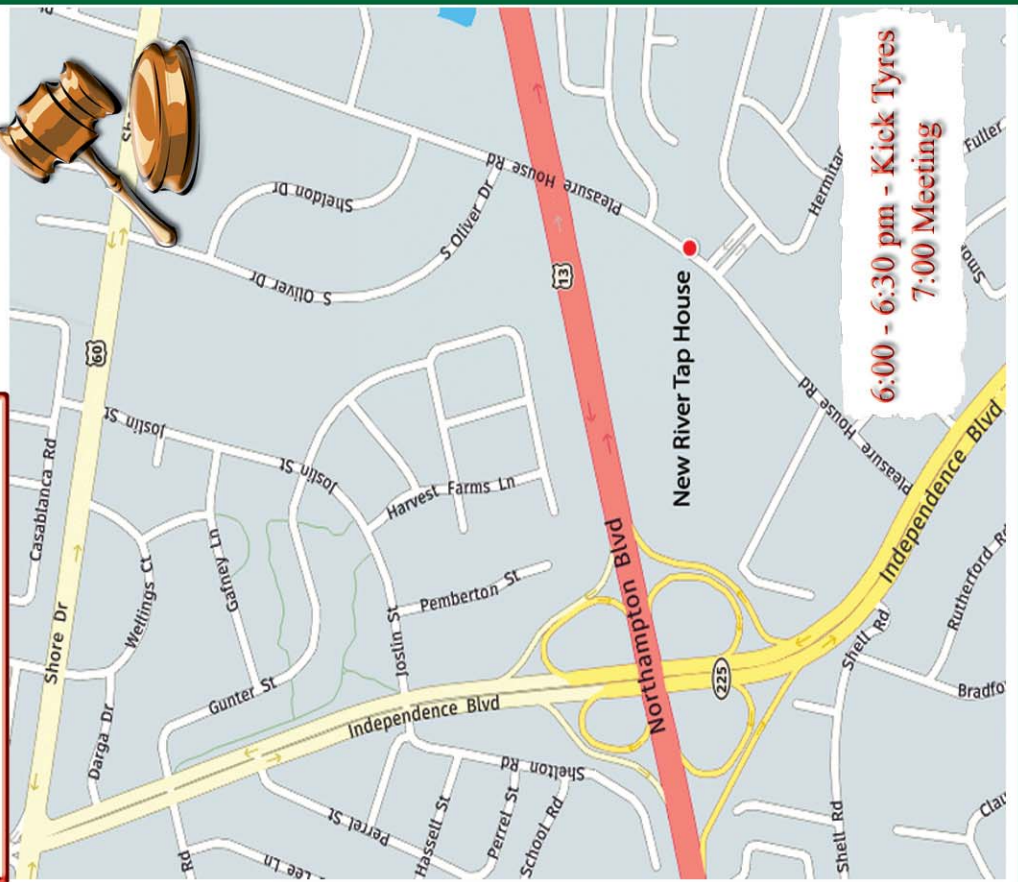 6:00 - 6:30 pm - Kick Tyres
7:00 Meeting
New River Tap House
Northampton Blvd
13
Pleasure House Rd
Pleasure House Rd
S Oliver Dr
S Oliver Dr
Sheldon Dr
60
Shore Dr
Casablanca Rd
Joslin St
Joslin St
Joslin St
Harvest Farms Ln
Pemberton St
Gafney Ln
Wellings Ct
Darga Dr
Gunter St
Independence Blvd
Independence Blvd
225
Shelton Rd
Perrel St
Perrel St
Hassell St
School Rd
Lee Ln
Rd
Shell Rd
Shell Rd
Rutherford Rd
Fuller